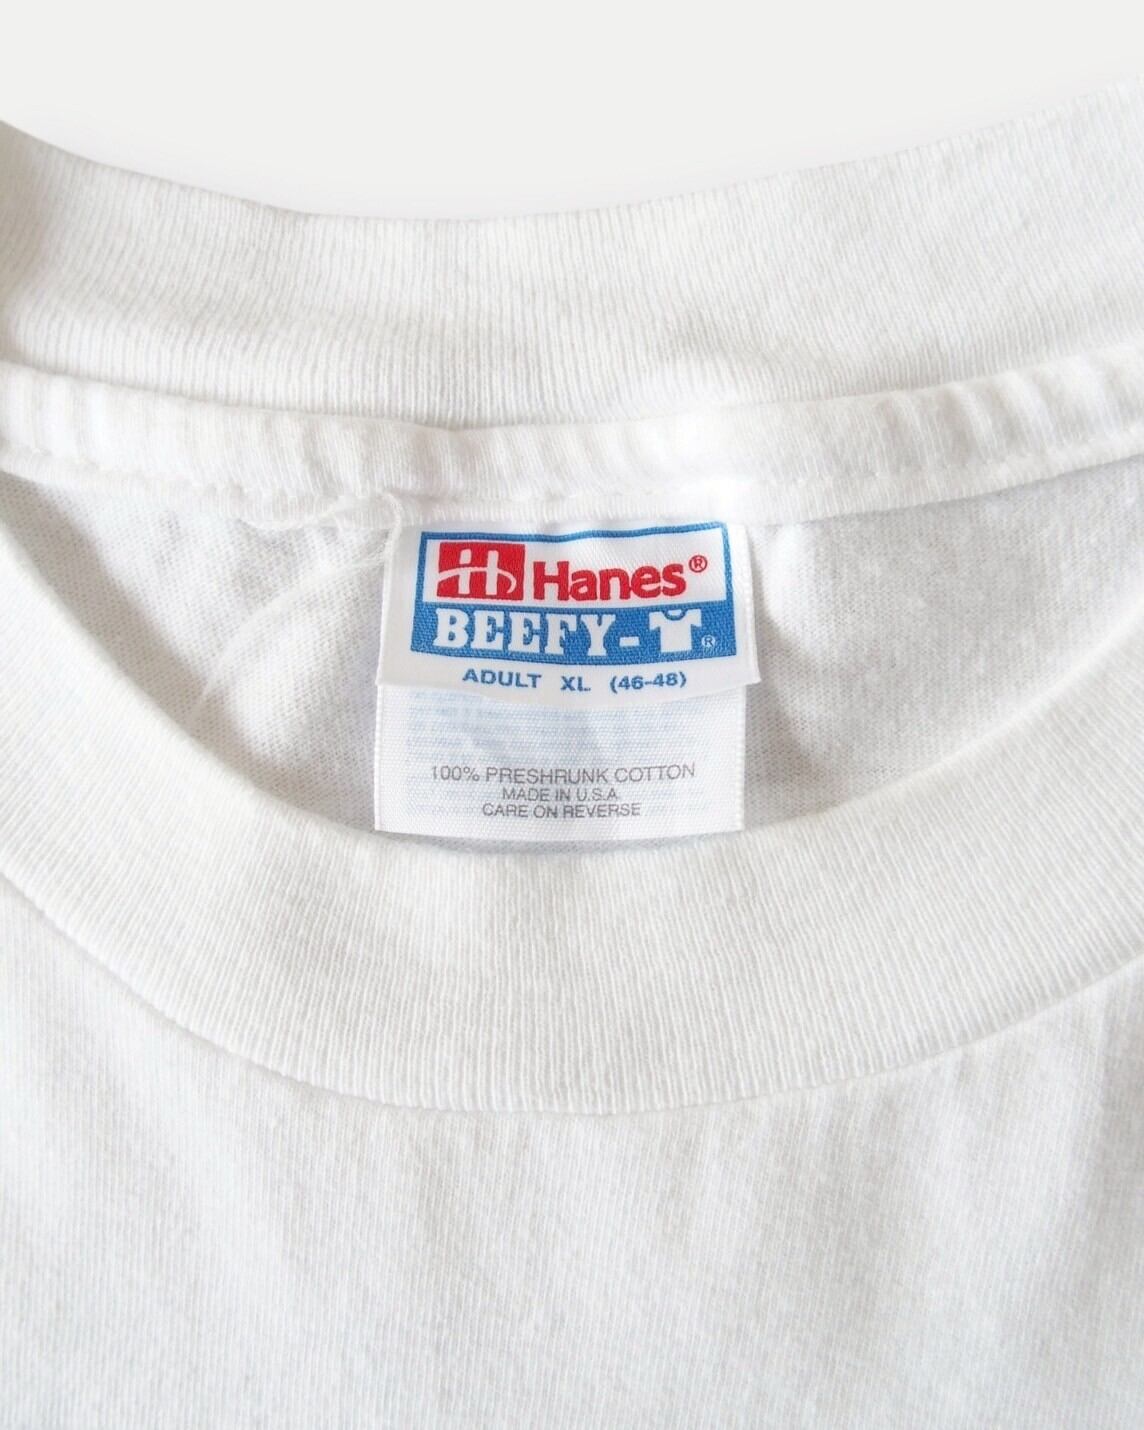 Hanes®
BEEFY-T®
ADULT XL (46-48)
100% PRESHRUNK COTTON
MADE IN U.S.A.
CARE ON REVERSE